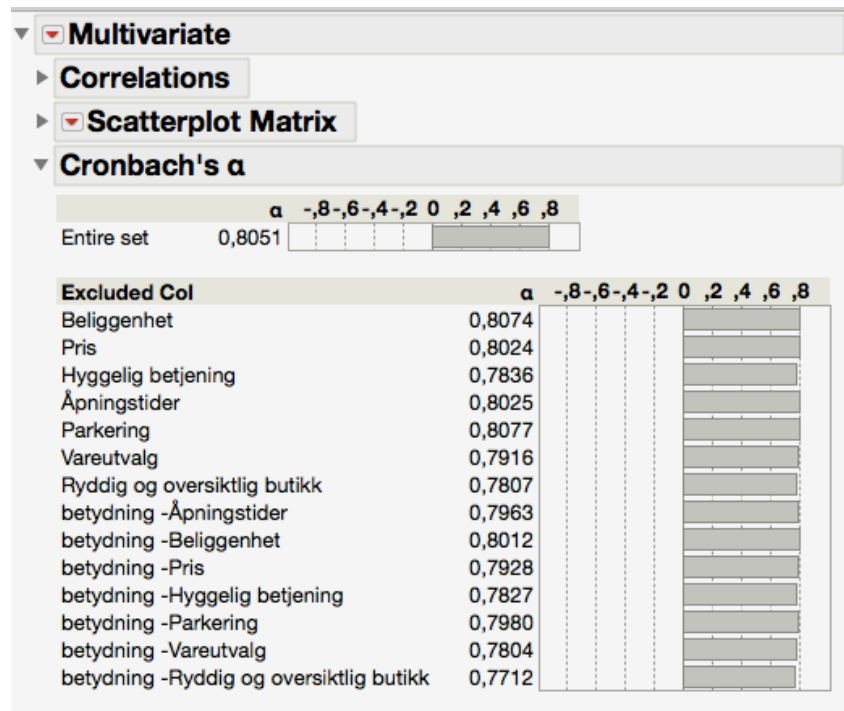 Multivariate
Correlations
Scatterplot Matrix
Cronbach's α
α -,8-,6-,4-,2 0 ,2 ,4 ,6 ,8
Entire set 0,8051
Excluded Col α -,8-,6-,4-,2 0 ,2 ,4 ,6 ,8
Beliggenhet 0,8074
Pris 0,8024
Hyggelig betjening 0,7836
Åpningstider 0,8025
Parkering 0,8077
Vareutvalg 0,7916
Ryddig og oversiktlig butikk 0,7807
betydning -Åpningstider 0,7963
betydning -Beliggenhet 0,8012
betydning -Pris 0,7928
betydning -Hyggelig betjening 0,7827
betydning -Parkering 0,7980
betydning -Vareutvalg 0,7804
betydning -Ryddig og oversiktlig butikk 0,7712